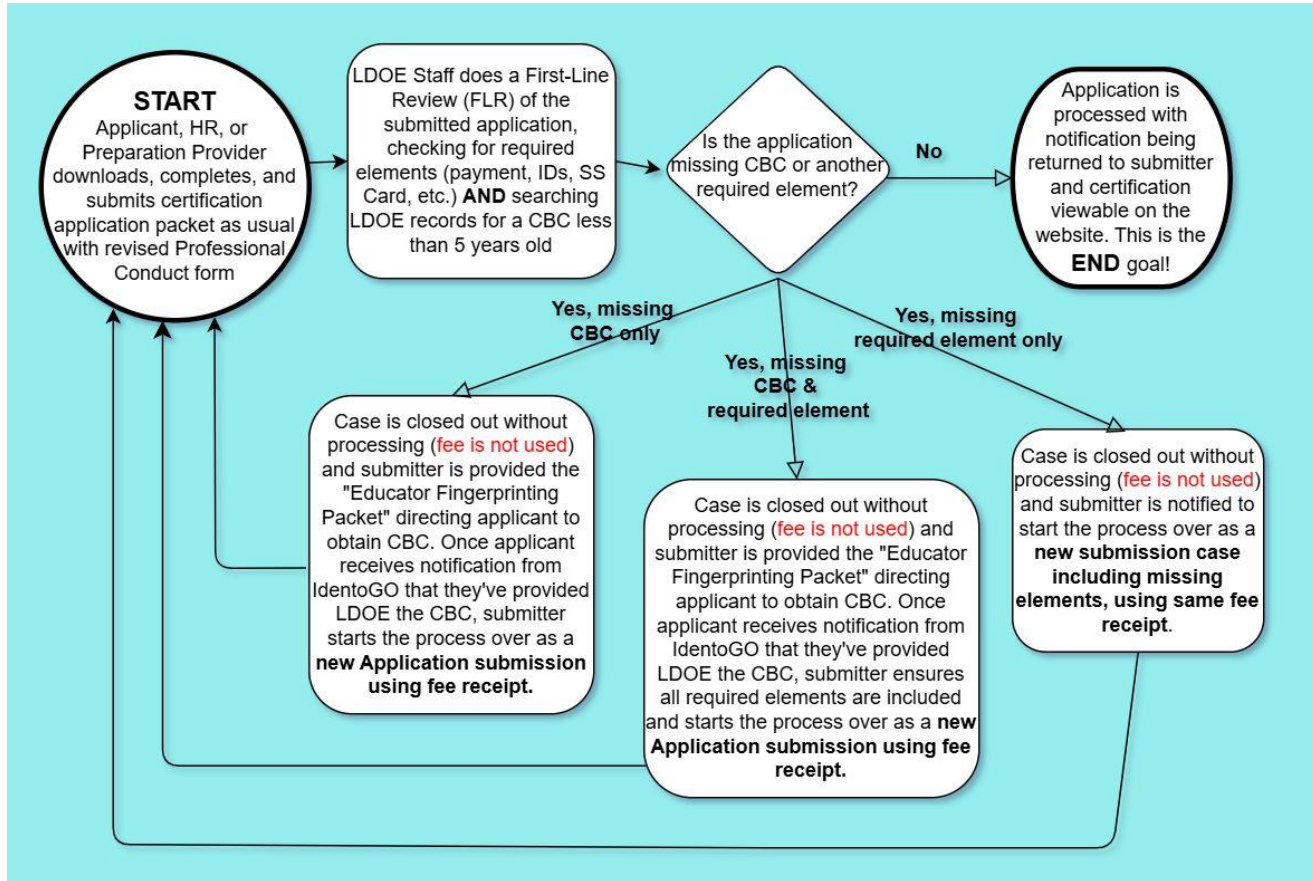 START
Applicant, HR, or
Preparation Provider
downloads, completes, and
submits certification
application packet as usual
with revised Professional
Conduct form
LDOE Staff does a First-Line
Review (FLR) of the
submitted application,
checking for required
elements (payment, IDs, SS
Card, etc.) AND searching
LDOE records for a CBC less
than 5 years old
Is the application
missing CBC or another
required element?
No
Application is
processed with
notification being
returned to submitter
and certification
viewable on the
website. This is the
END goal!
Yes, missing
CBC only
Yes, missing
CBC &
required element
Yes, missing
required element only
Case is closed out without
processing (fee is not used)
and submitter is provided the
"Educator Fingerprinting
Packet" directing applicant to
obtain CBC. Once applicant
receives notification from
IdentoGO that they've provided
LDOE the CBC, submitter
starts the process over as a
new Application submission
using fee receipt.
Case is closed out without
processing (fee is not used) and
submitter is provided the "Educator
Fingerprinting Packet" directing
applicant to obtain CBC. Once
applicant receives notification from
IdentoGO that they've provided
LDOE the CBC, submitter ensures
all required elements are included
and starts the process over as a new
Application submission using fee
receipt.
Case is closed out without
processing (fee is not used)
and submitter is notified to
start the process over as a
new submission case
including missing
elements, using same fee
receipt.